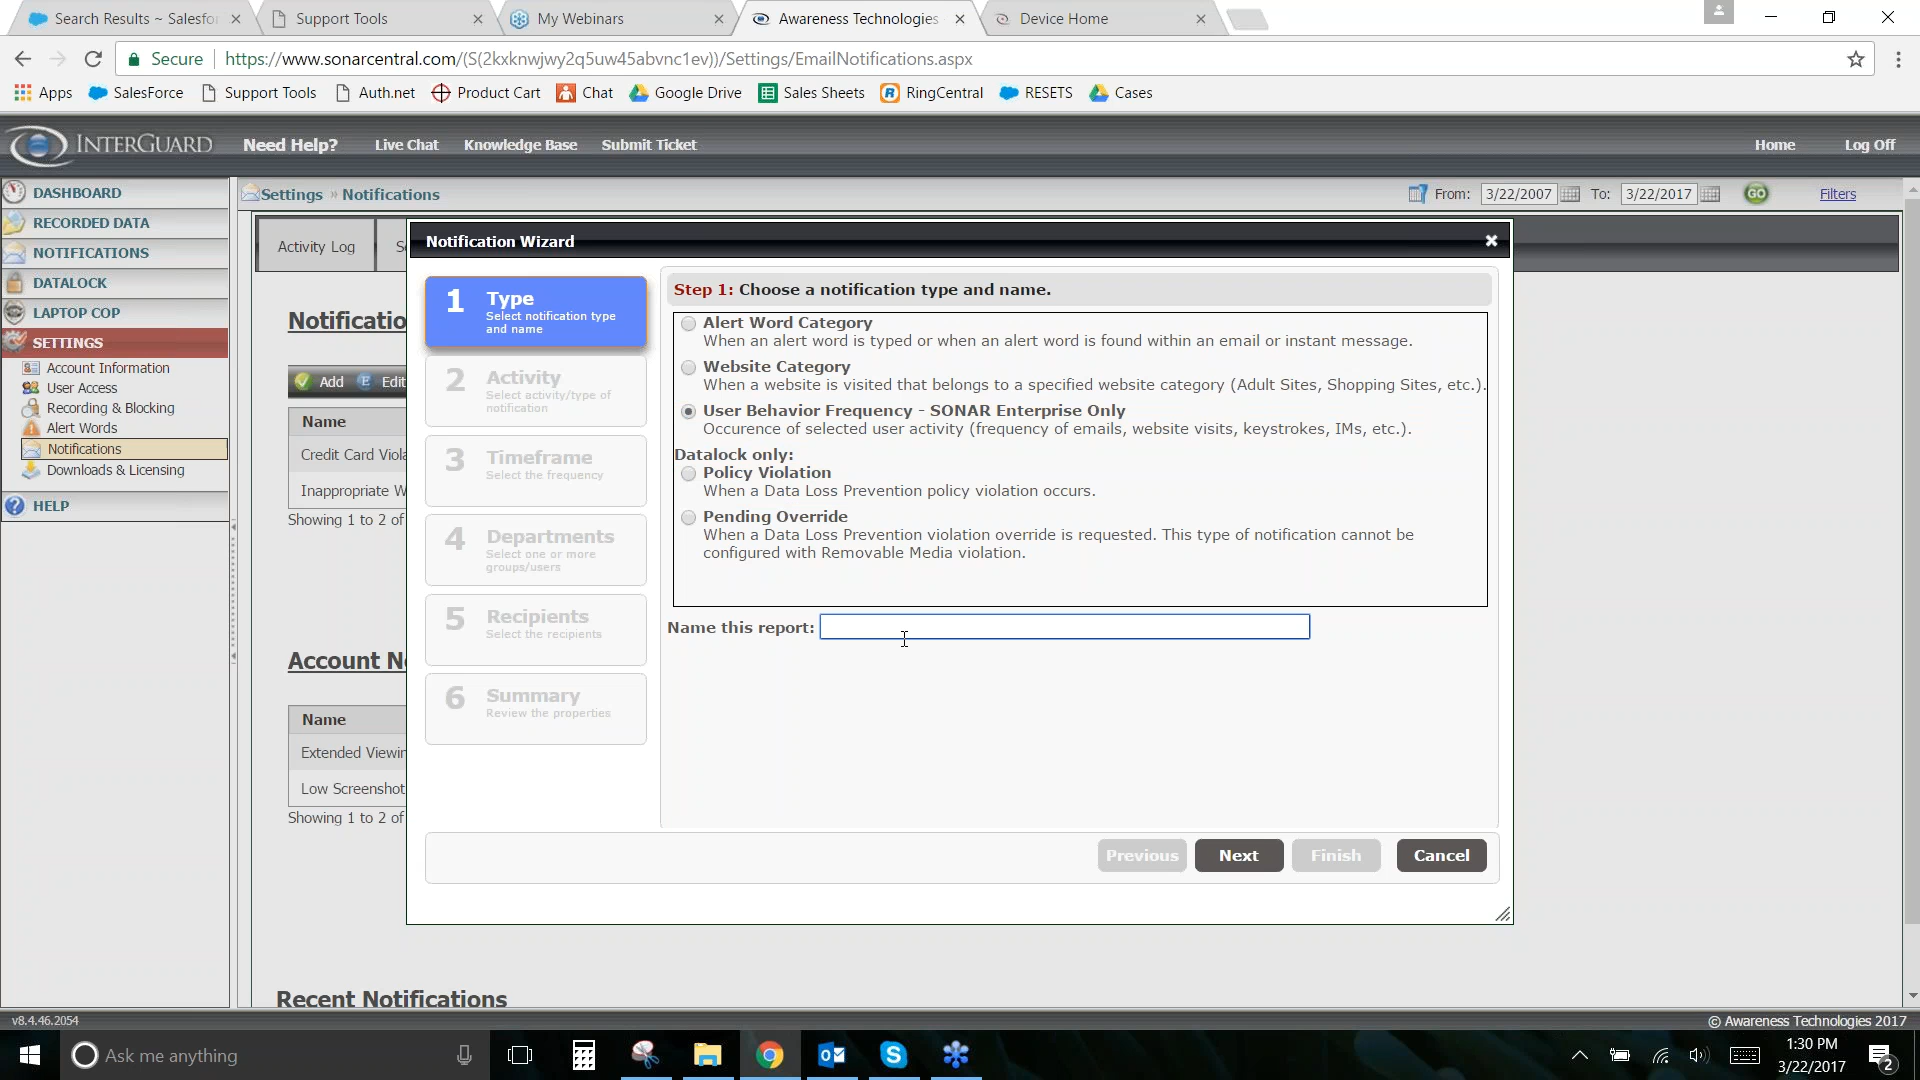 Search Results ~ Salesfo
Support Tools
My Webinars
Awareness Technologies
Device Home
Secure
https://www.sonarcentral.com/(S(2kxknwjwy2q5uw45abvnc1ev))/Settings/EmailNotifications.aspx
Apps
SalesForce
Support Tools
Auth.net
Product Cart
Chat
Google Drive
Sales Sheets
RingCentral
RESETS
Cases
INTERGUARD
Need Help?
Live Chat
Knowledge Base
Submit Ticket
Home
Log Off
DASHBOARD
RECORDED DATA
NOTIFICATIONS
DATALOCK
LAPTOP COP
SETTINGS
Account Information
User Access
Recording & Blocking
Alert Words
Notifications
Downloads & Licensing
HELP
Settings » Notifications
From: 3/22/2007
To: 3/22/2017
GO
Filters
Activity Log
S
Notificatio
Add
Edit
Name
Credit Card Viola
Inappropriate W
Showing 1 to 2 of
Account N
Name
Extended Viewin
Low Screenshot
Showing 1 to 2 of
Recent Notifications
Notification Wizard
1 Type
Select notification type
and name
2 Activity
Select activity/type of
notification
3 Timeframe
Select the frequency
4 Departments
Select one or more
groups/users
5 Recipients
Select the recipients
6 Summary
Review the properties
Step 1: Choose a notification type and name.
Alert Word Category
When an alert word is typed or when an alert word is found within an email or instant message.
Website Category
When a website is visited that belongs to a specified website category (Adult Sites, Shopping Sites, etc.).
User Behavior Frequency - SONAR Enterprise Only
Occurence of selected user activity (frequency of emails, website visits, keystrokes, IMs, etc.).
Datalock only:
Policy Violation
When a Data Loss Prevention policy violation occurs.
Pending Override
When a Data Loss Prevention violation override is requested. This type of notification cannot be
configured with Removable Media violation.
Name this report:
Previous
Next
Finish
Cancel
v8.4.46.2054
© Awareness Technologies 2017
Ask me anything
1:30 PM
3/22/2017
2